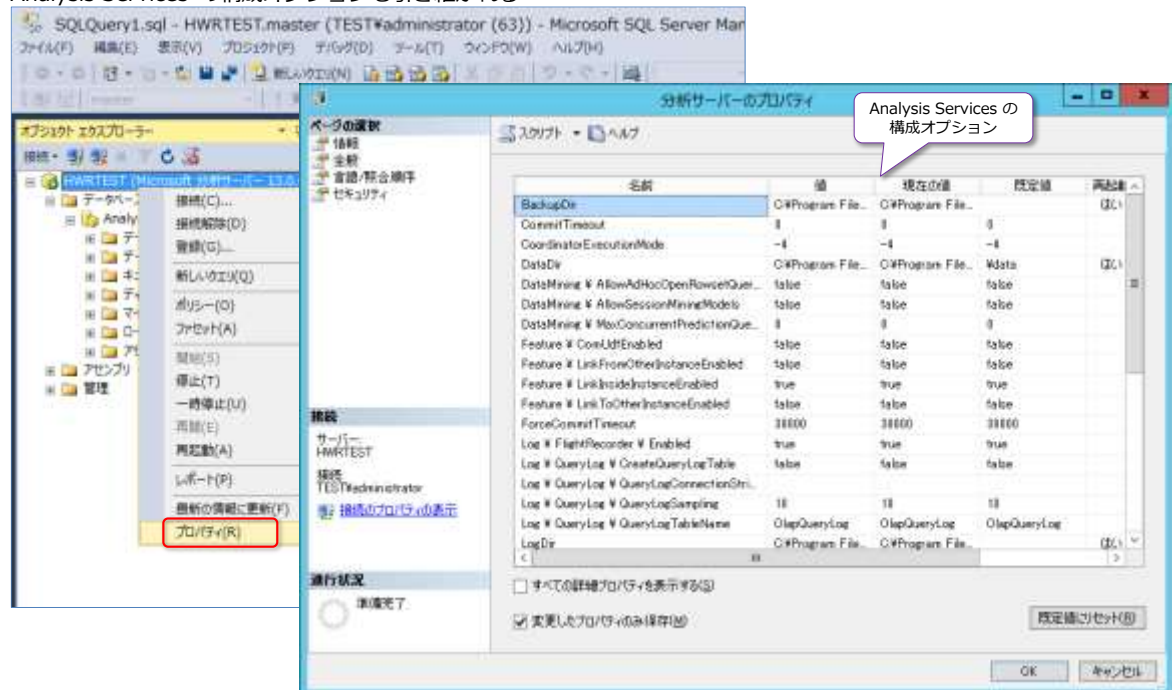 SQLQuery1.sql - HWRTEST.master (TEST¥administrator (63)) - Microsoft SQL Server Mar
ファイル(F) 編集(E) 表示(V) プロジェクト(P) デバッグ(D) ツール(T) ウィンドウ(W) ヘルプ(H)
新しいクエリ(N)
master
オブジェクト エクスプローラー
接続
HWRTEST (Microsoft 分析サーバー 13.0
データベース
Analy
アセンブリ
管理
接続(C)...
接続解除(D)
登録(G)...
新しいクエリ(Q)
ポリシー(O)
ファセット(A)
開始(S)
停止(T)
一時停止(U)
再開(E)
再起動(A)
レポート(P)
最新の情報に更新(F)
プロパティ(R)
分析サーバーのプロパティ
Analysis Services の
構成オプション
ページの選択
情報
全般
言語/照合順序
セキュリティ
スクリプト ヘルプ
名前 値 現在の値 既定値 再起動
BackupDir C:¥Program File... C:¥Program File... はい
CommitTimeout 0 0 0
CoordinatorExecutionMode -4 -4 -4
DataDir C:¥Program File... C:¥Program File... ¥data はい
DataMining ¥ AllowAdHocOpenRowsetQuer... false false false
DataMining ¥ AllowSessionMiningModels false false false
DataMining ¥ MaxConcurrentPredictionQue... 0 0 0
Feature ¥ ComUdfEnabled false false false
Feature ¥ LinkFromOtherInstanceEnabled false false false
Feature ¥ LinkInsideInstanceEnabled true true true
Feature ¥ LinkToOtherInstanceEnabled false false false
ForceCommitTimeout 30000 30000 30000
Log ¥ FlightRecorder ¥ Enabled true true true
Log ¥ QueryLog ¥ CreateQueryLogTable false false false
Log ¥ QueryLog ¥ QueryLogConnectionStri...
Log ¥ QueryLog ¥ QueryLogSampling 10 10 10
Log ¥ QueryLog ¥ QueryLogTableName OlapQueryLog OlapQueryLog OlapQueryLog
LogDir C:¥Program File... C:¥Program File... はい
接続
サーバー:
HWRTEST
接続:
TEST¥administrator
接続のプロパティの表示
進行状況
準備完了
すべての詳細プロパティを表示する(S)
変更したプロパティのみ保存(M)
既定値にリセット(R)
OK キャンセル